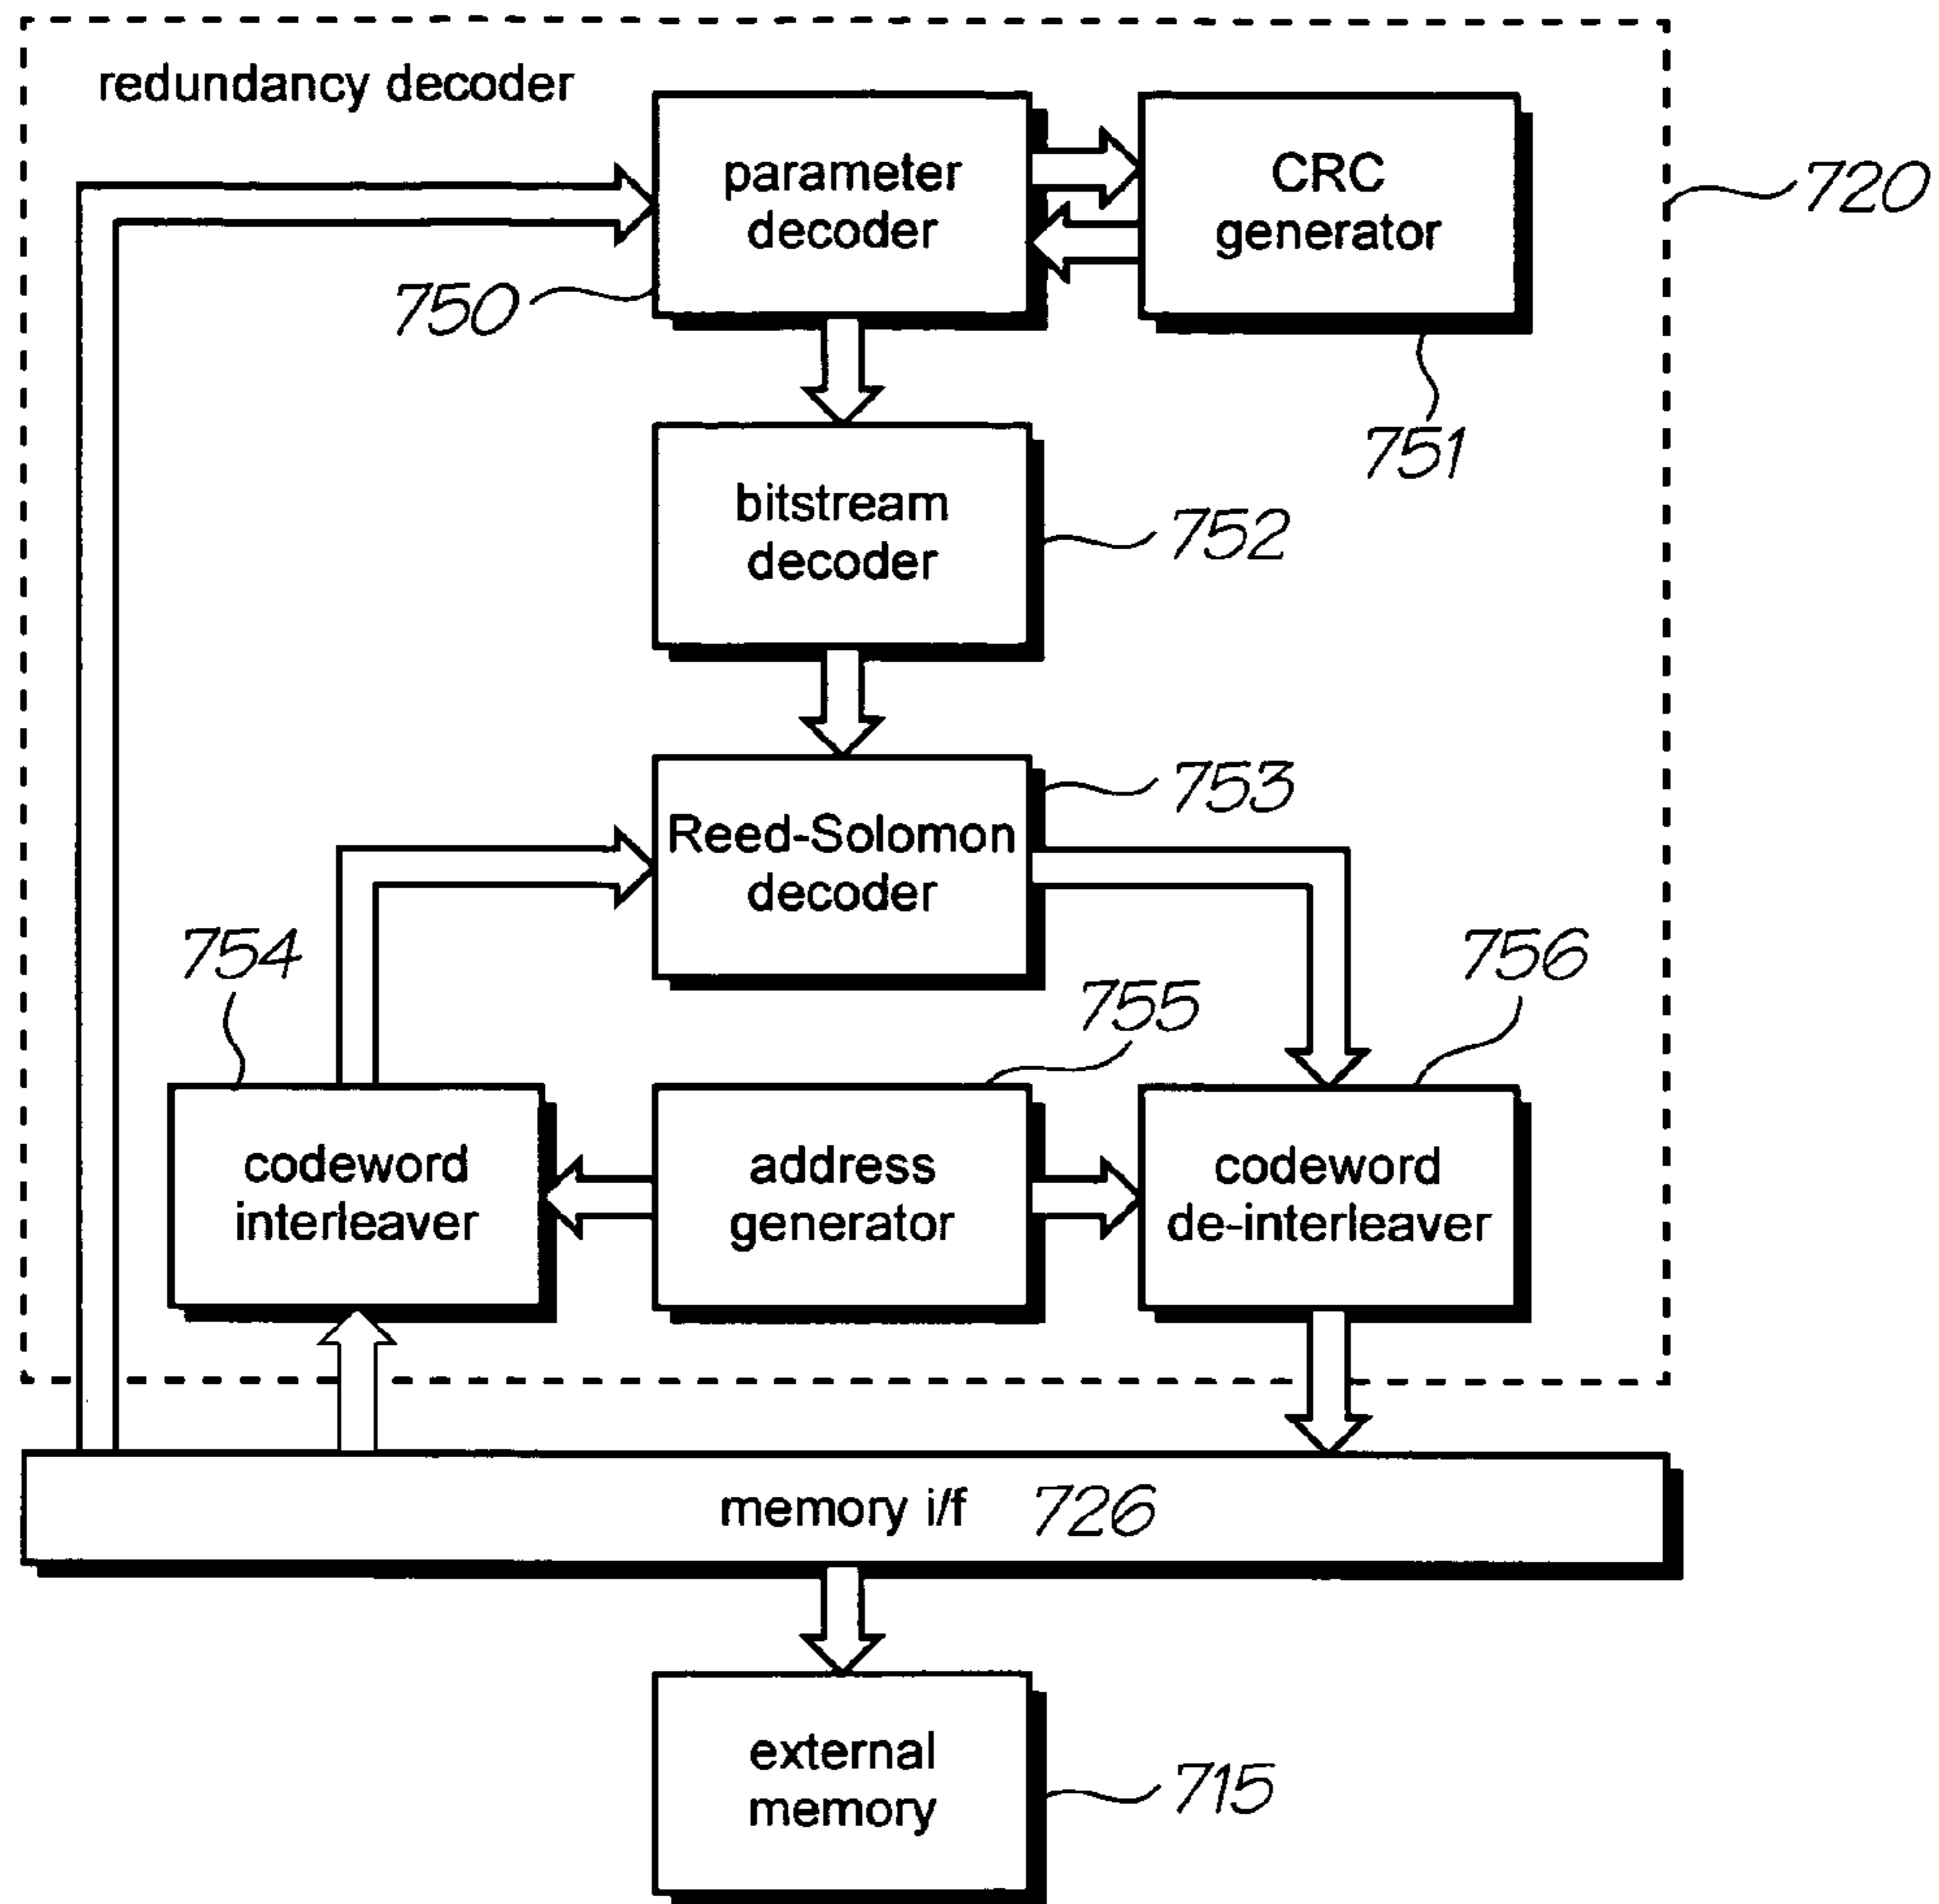 redundancy decoder
parameter
decoder
CRC
generator
720
750
751
bitstream
decoder
752
753
Reed-Solomon
decoder
754
755
756
codeword
interleaver
address
generator
codeword
de-interleaver
memory i/f 726
external
memory
715